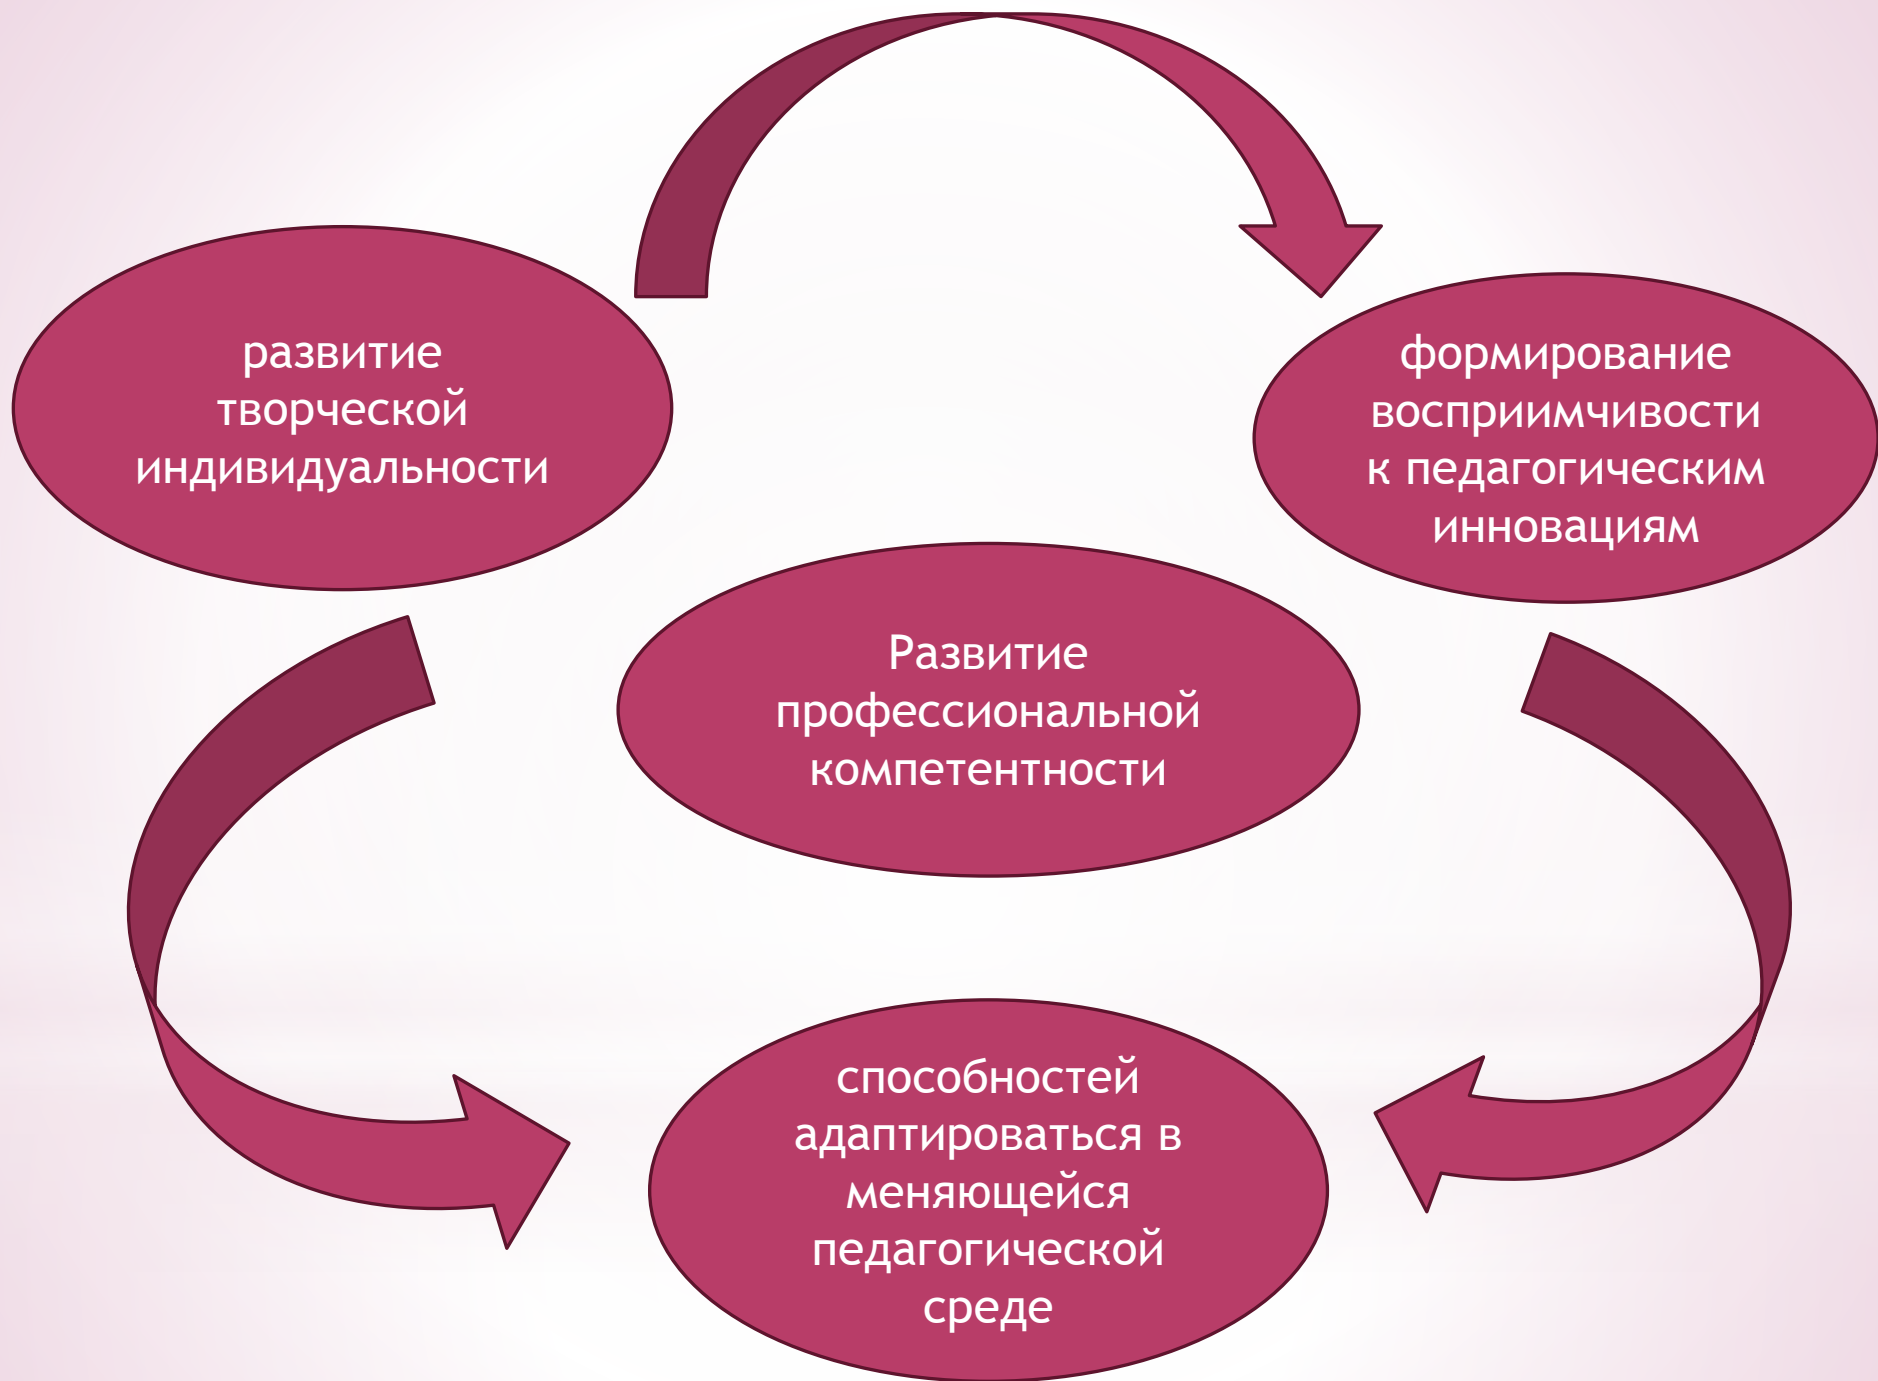 развитие
творческой
индивидуальности
формирование
восприимчивости
к педагогическим
инновациям
Развитие
профессиональной
компетентности
способностей
адаптироваться в
меняющейся
педагогической
среде